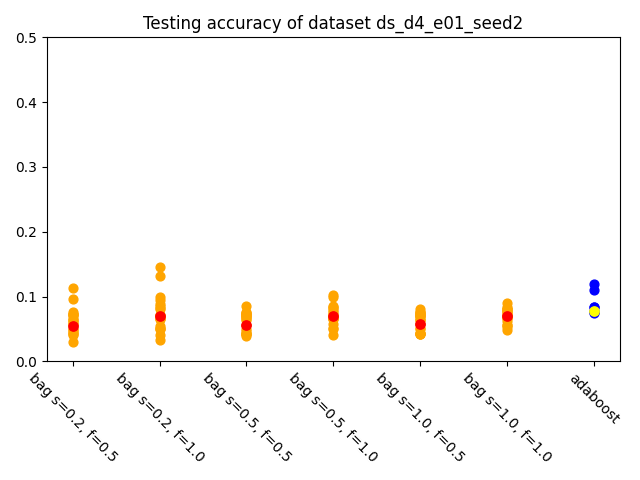 Testing accuracy of dataset ds_d4_e01_seed2
0.5
0.4
0.3
0.2
0.1
0.0
bag s=0.2, f=0.5
bag s=0.2, f=1.0
bag s=0.5, f=0.5
bag s=0.5, f=1.0
bag s=1.0, f=0.5
bag s=1.0, f=1.0
adaboost